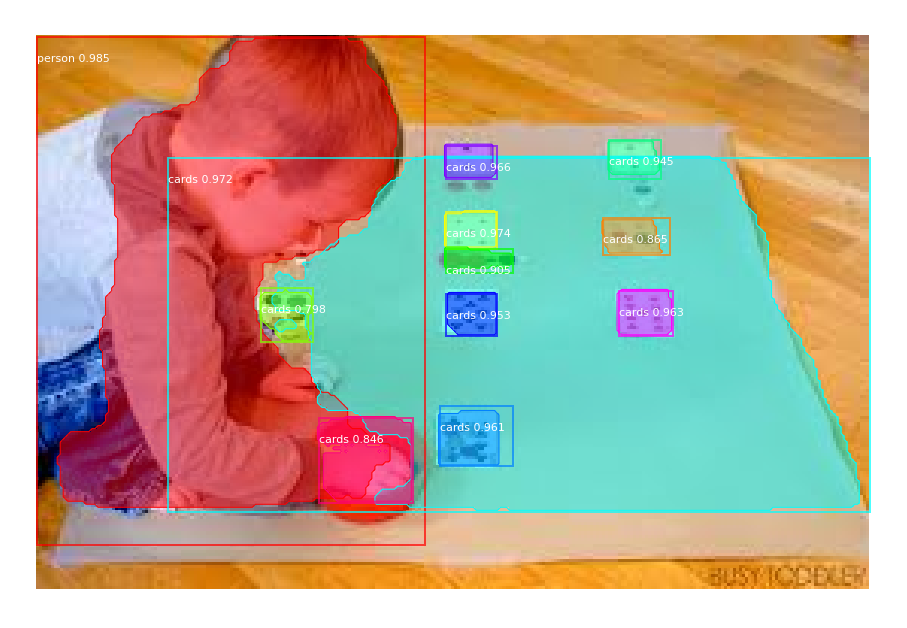 person 0.985
cards 0.966
cards 0.945
cards 0.972
cards 0.974
cards 0.865
cards 0.905
cards 0.798
cards 0.953
cards 0.963
cards 0.961
cards 0.846
BUSY TODDLER